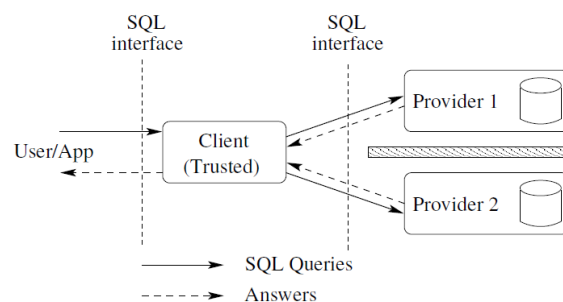 SQL
interface
SQL
interface
Provider 1
User/App
Client
(Trusted)
Provider 2
SQL Queries
Answers